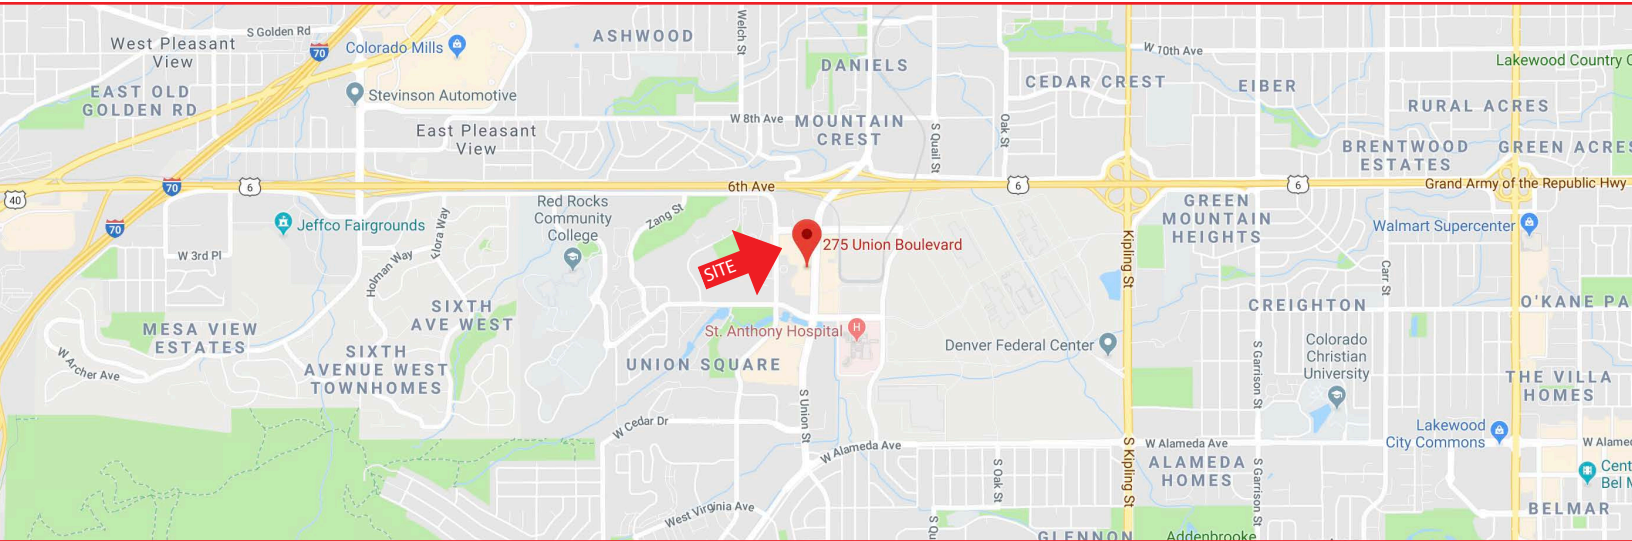 S Golden Rd
Welch St
West Pleasant
View
70
Colorado Mills
ASHWOOD
W 10th Ave
Lakewood Country C
DANIELS
CEDAR CREST
EIBER
EAST OLD
GOLDEN RD
Stevinson Automotive
RURAL ACRES
W 8th Ave
MOUNTAIN
CREST
S Quail St
Oak St
East Pleasant
View
BRENTWOOD
ESTATES
GREEN ACRES
40
70
6
6th Ave
6
6
Grand Army of the Republic Hwy
70
Jeffco Fairgrounds
Flora Way
Red Rocks
Community
College
Zang St
GREEN
MOUNTAIN
HEIGHTS
Walmart Supercenter
W 3rd Pl
Holman Way
SITE
275 Union Boulevard
Kipling St
Carr St
SIXTH
AVE WEST
CREIGHTON
O'KANE PA
MESA VIEW
ESTATES
St. Anthony Hospital
H
Denver Federal Center
Colorado
Christian
University
S Garrison St
W Archer Ave
SIXTH
AVENUE WEST
TOWNHOMES
UNION SQUARE
THE VILLA
HOMES
S Union St
W Cedar Dr
W Alameda Ave
S Kipling St
W Alameda Ave
Lakewood
City Commons
W Alame
ALAMEDA
HOMES
S Oak St
S Garrison St
Cent
Bel M
West Virginia Ave
S Qu
BELMAR
GLENNON
Addenbrooke